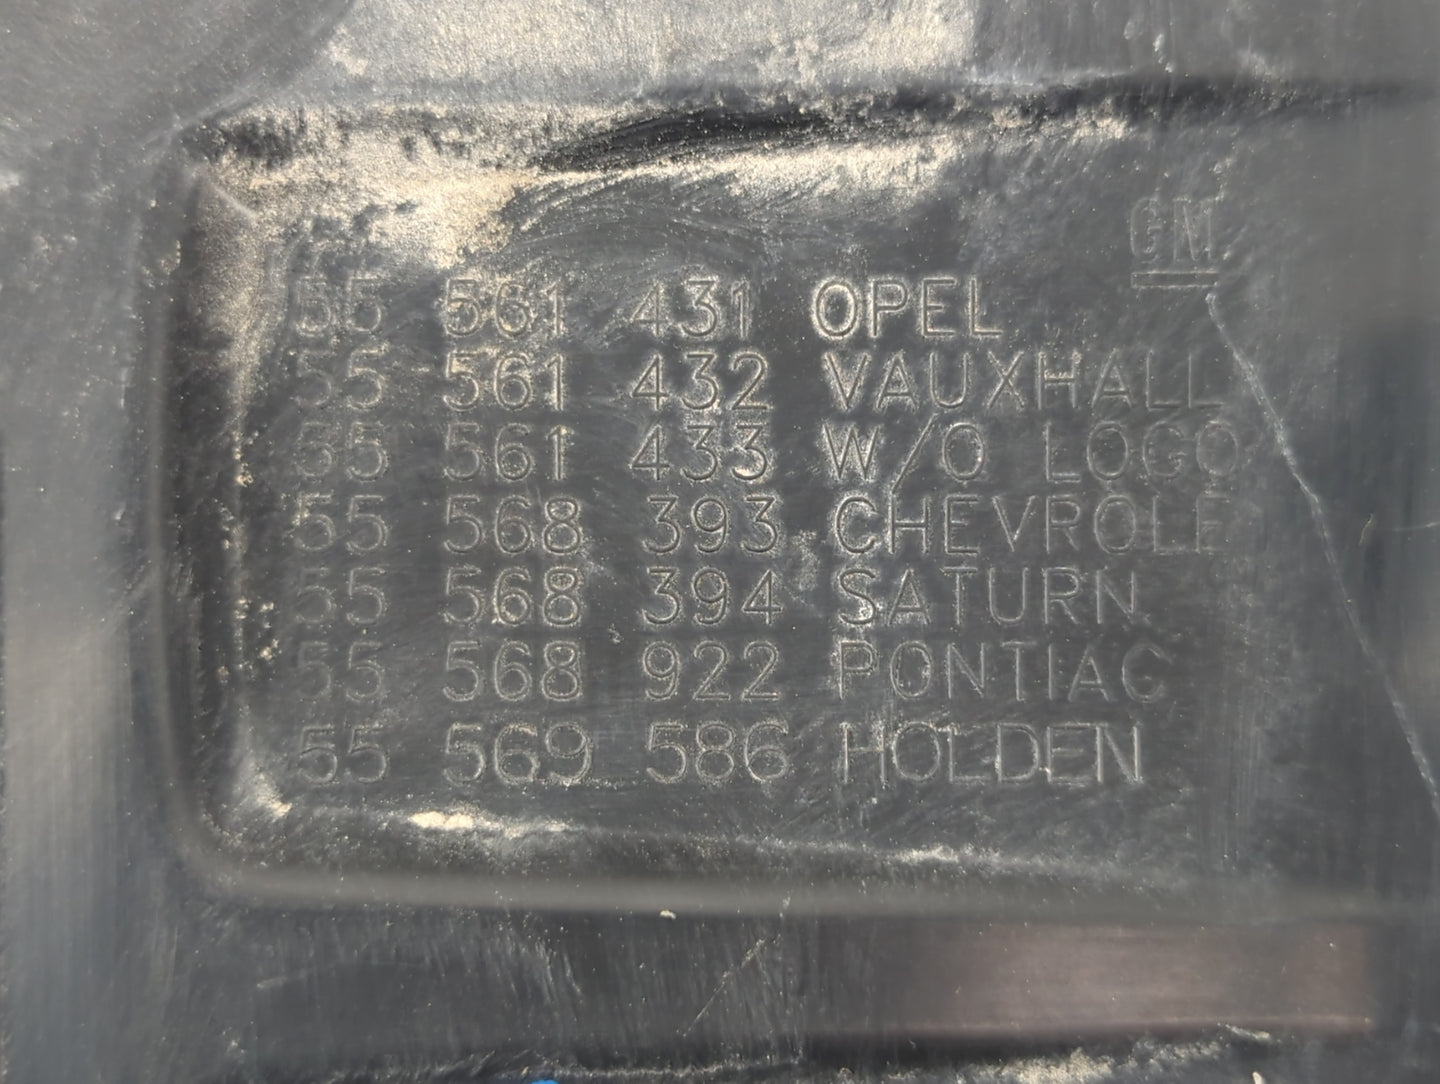 GM
55 561 431 OPEL
55 561 432 VAUXHALL
55 561 433 W/O LOGO
55 568 393 CHEVROLE
55 568 394 SATURN
55 568 922 PONTIAC
55 569 586 HOLDEN